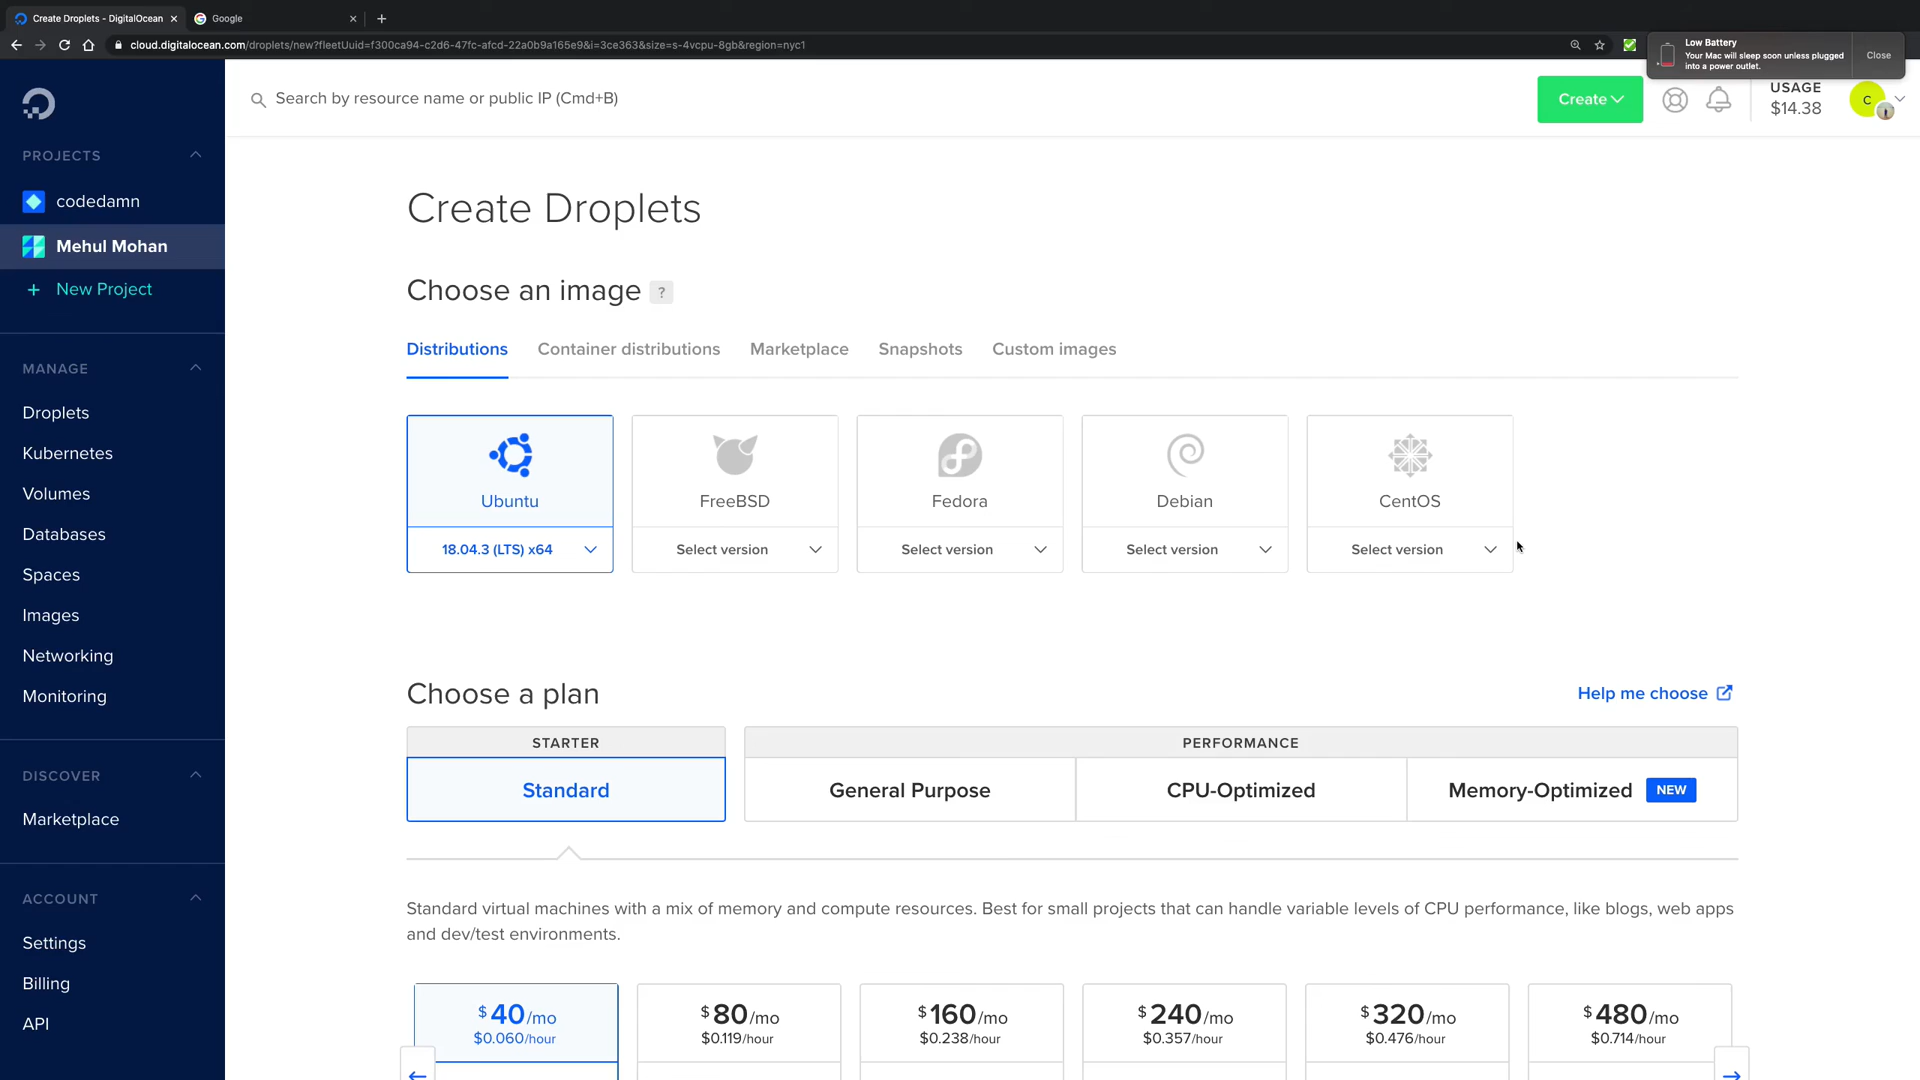 Create Droplets - DigitalOcean
Google
cloud.digitalocean.com/droplets/new?fleetUuid=f300ca94-c2d6-47fc-afcd-22a0b9a165e9&i=3ce363&size=s-4vcpu-8gb&region=nyc1
Low Battery
Your Mac will sleep soon unless plugged
into a power outlet.
Close
Search by resource name or public IP (Cmd+B)
Create
USAGE
$14.38
C
PROJECTS
codedamn
Mehul Mohan
+ New Project
MANAGE
Droplets
Kubernetes
Volumes
Databases
Spaces
Images
Networking
Monitoring
DISCOVER
Marketplace
ACCOUNT
Settings
Billing
API
Create Droplets
Choose an image ?
Distributions Container distributions Marketplace Snapshots Custom images
Ubuntu FreeBSD Fedora Debian CentOS
18.04.3 (LTS) x64 Select version Select version Select version Select version
Choose a plan
Help me choose
STARTER PERFORMANCE
Standard General Purpose CPU-Optimized Memory-Optimized NEW
Standard virtual machines with a mix of memory and compute resources. Best for small projects that can handle variable levels of CPU performance, like blogs, web apps
and dev/test environments.
$40/mo $80/mo $160/mo $240/mo $320/mo $480/mo
$0.060/hour $0.119/hour $0.238/hour $0.357/hour $0.476/hour $0.714/hour